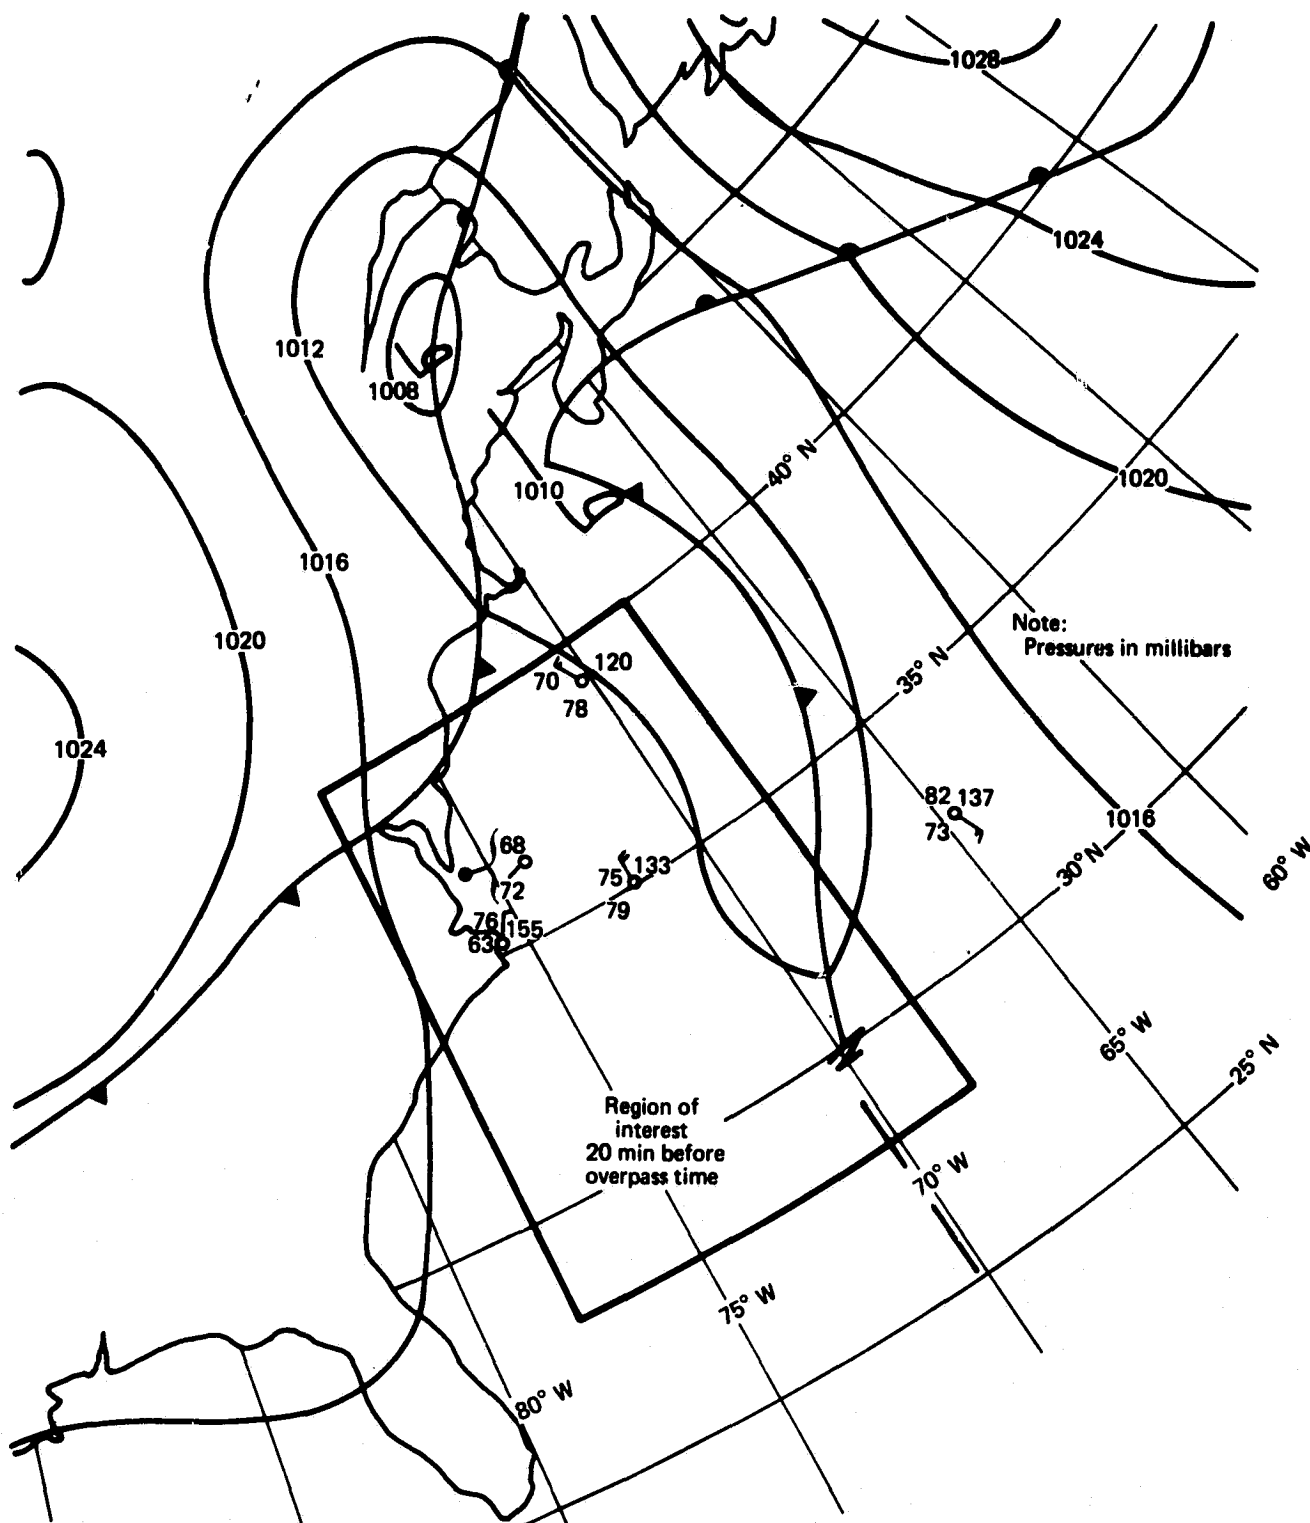 1028
1024
1012
1008
40° N
1020
1010
1016
Note:
Pressures in millibars
1020
35° N
120
70
78
1024
82 137
73
1016
60° W
30° N
68
72
75 133
79
76 155
63
65° W
25° N
Region of
interest
20 min before
overpass time
70° W
75° W
80° W